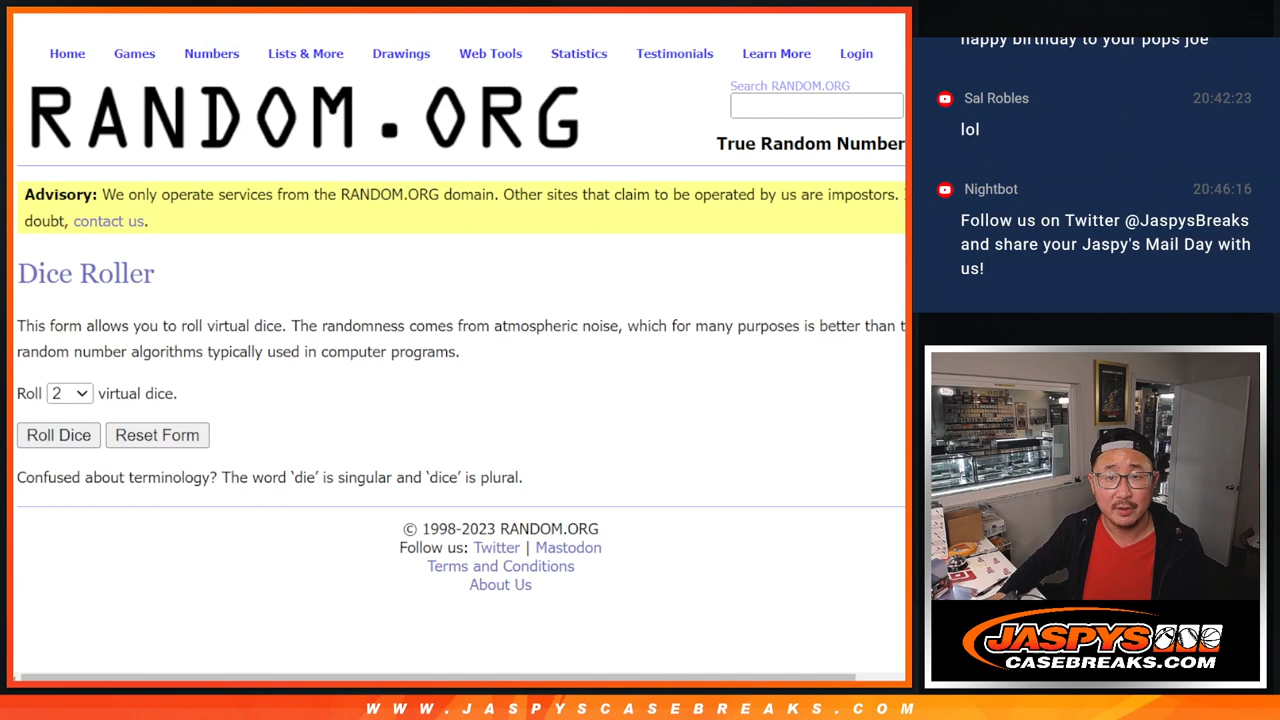 Home Games Numbers Lists & More Drawings Web Tools Statistics Testimonials Learn More Login
RANDOM.ORG
Search RANDOM.ORG
True Random Number
Advisory: We only operate services from the RANDOM.ORG domain. Other sites that claim to be operated by us are impostors.
doubt, contact us.
Dice Roller
This form allows you to roll virtual dice. The randomness comes from atmospheric noise, which for many purposes is better than t
random number algorithms typically used in computer programs.
Roll 2 virtual dice.
Roll Dice Reset Form
Confused about terminology? The word ‘die’ is singular and ‘dice’ is plural.
© 1998-2023 RANDOM.ORG
Follow us: Twitter | Mastodon
Terms and Conditions
About Us
happy birthday to your pops joe
Sal Robles 20:42:23
lol
Nightbot 20:46:16
Follow us on Twitter @JaspysBreaks
and share your Jaspy's Mail Day with
us!
JASPYS
CASEBREAKS.COM
WWW.JASPYSCASEBREAKS.COM